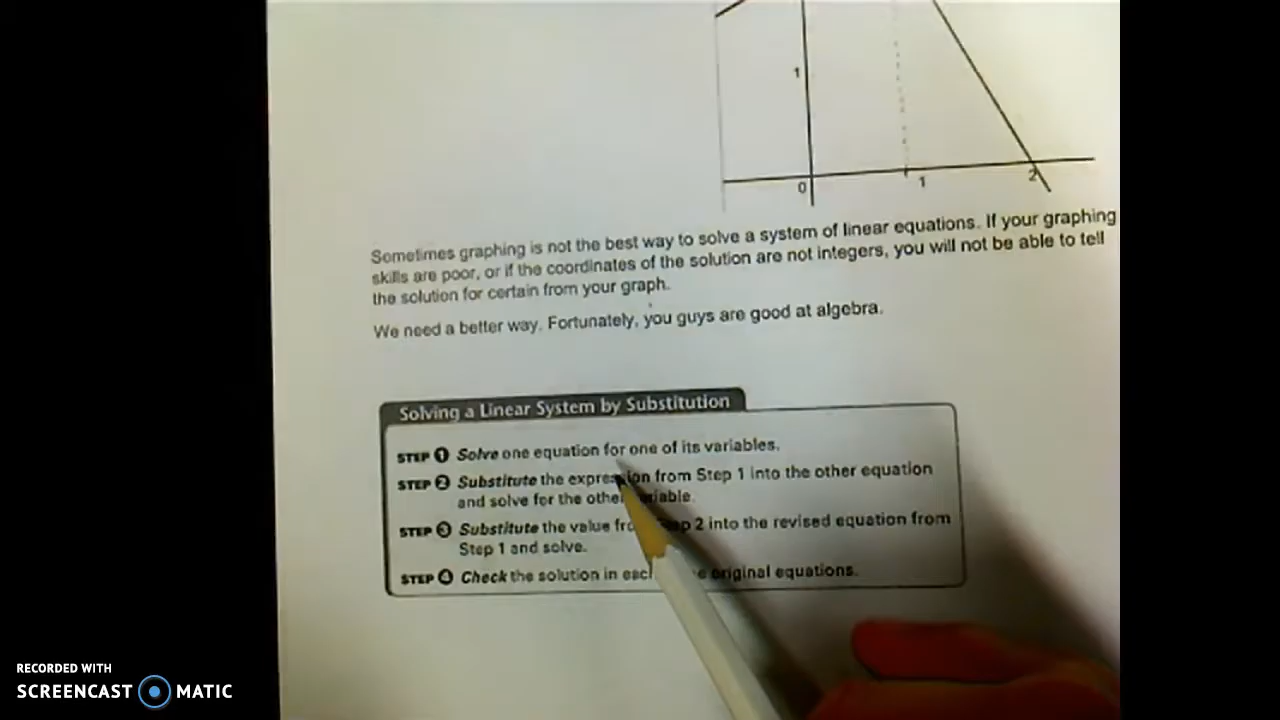 1
0
1
2
Sometimes graphing is not the best way to solve a system of linear equations. If your graphing
skills are poor, or if the coordinates of the solution are not integers, you will not be able to tell
the solution for certain from your graph.
We need a better way. Fortunately, you guys are good at algebra.
Solving a Linear System by Substitution
STEP 1 Solve one equation for one of its variables.
STEP 2 Substitute the expression from Step 1 into the other equation
and solve for the other variable.
STEP 3 Substitute the value from Step 2 into the revised equation from
Step 1 and solve.
STEP 4 Check the solution in each original equations.
RECORDED WITH
SCREENCAST MATIC